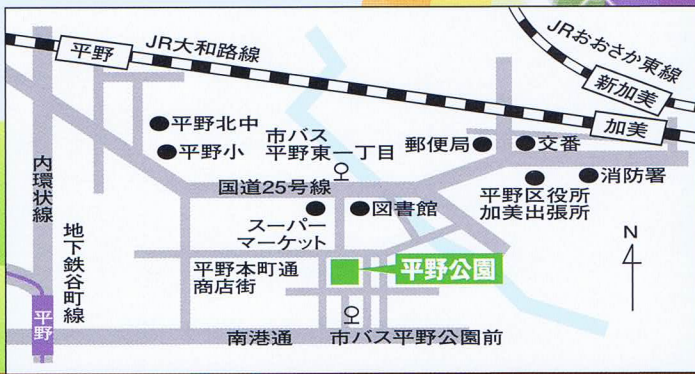 JRおおさか東線
JR大和路線
平野
新加美
加美
平野北中
平野小
市バス
平野東一丁目
郵便局
交番
消防署
平野区役所
加美出張所
国道25号線
内環状線
スーパー
マーケット
図書館
地下鉄谷町線
平野本町通
商店街
平野公園
N
平野
南港通
市バス平野公園前